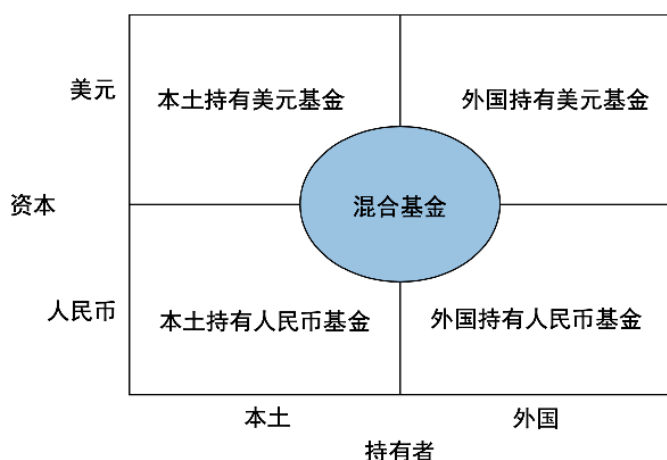 美元
本土持有美元基金
外国持有美元基金
资本
混合基金
人民币
本土持有人民币基金
外国持有人民币基金
本土
外国
持有者